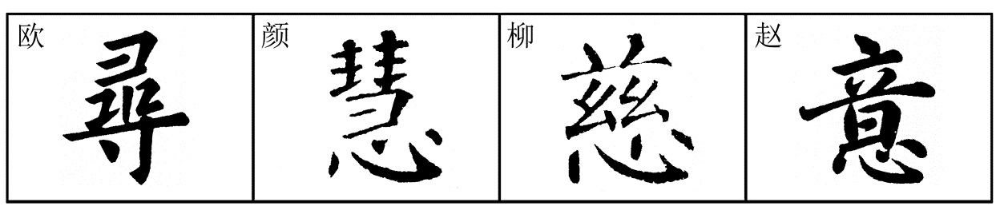 欧 尋 颜 慧 柳 慈 赵 意